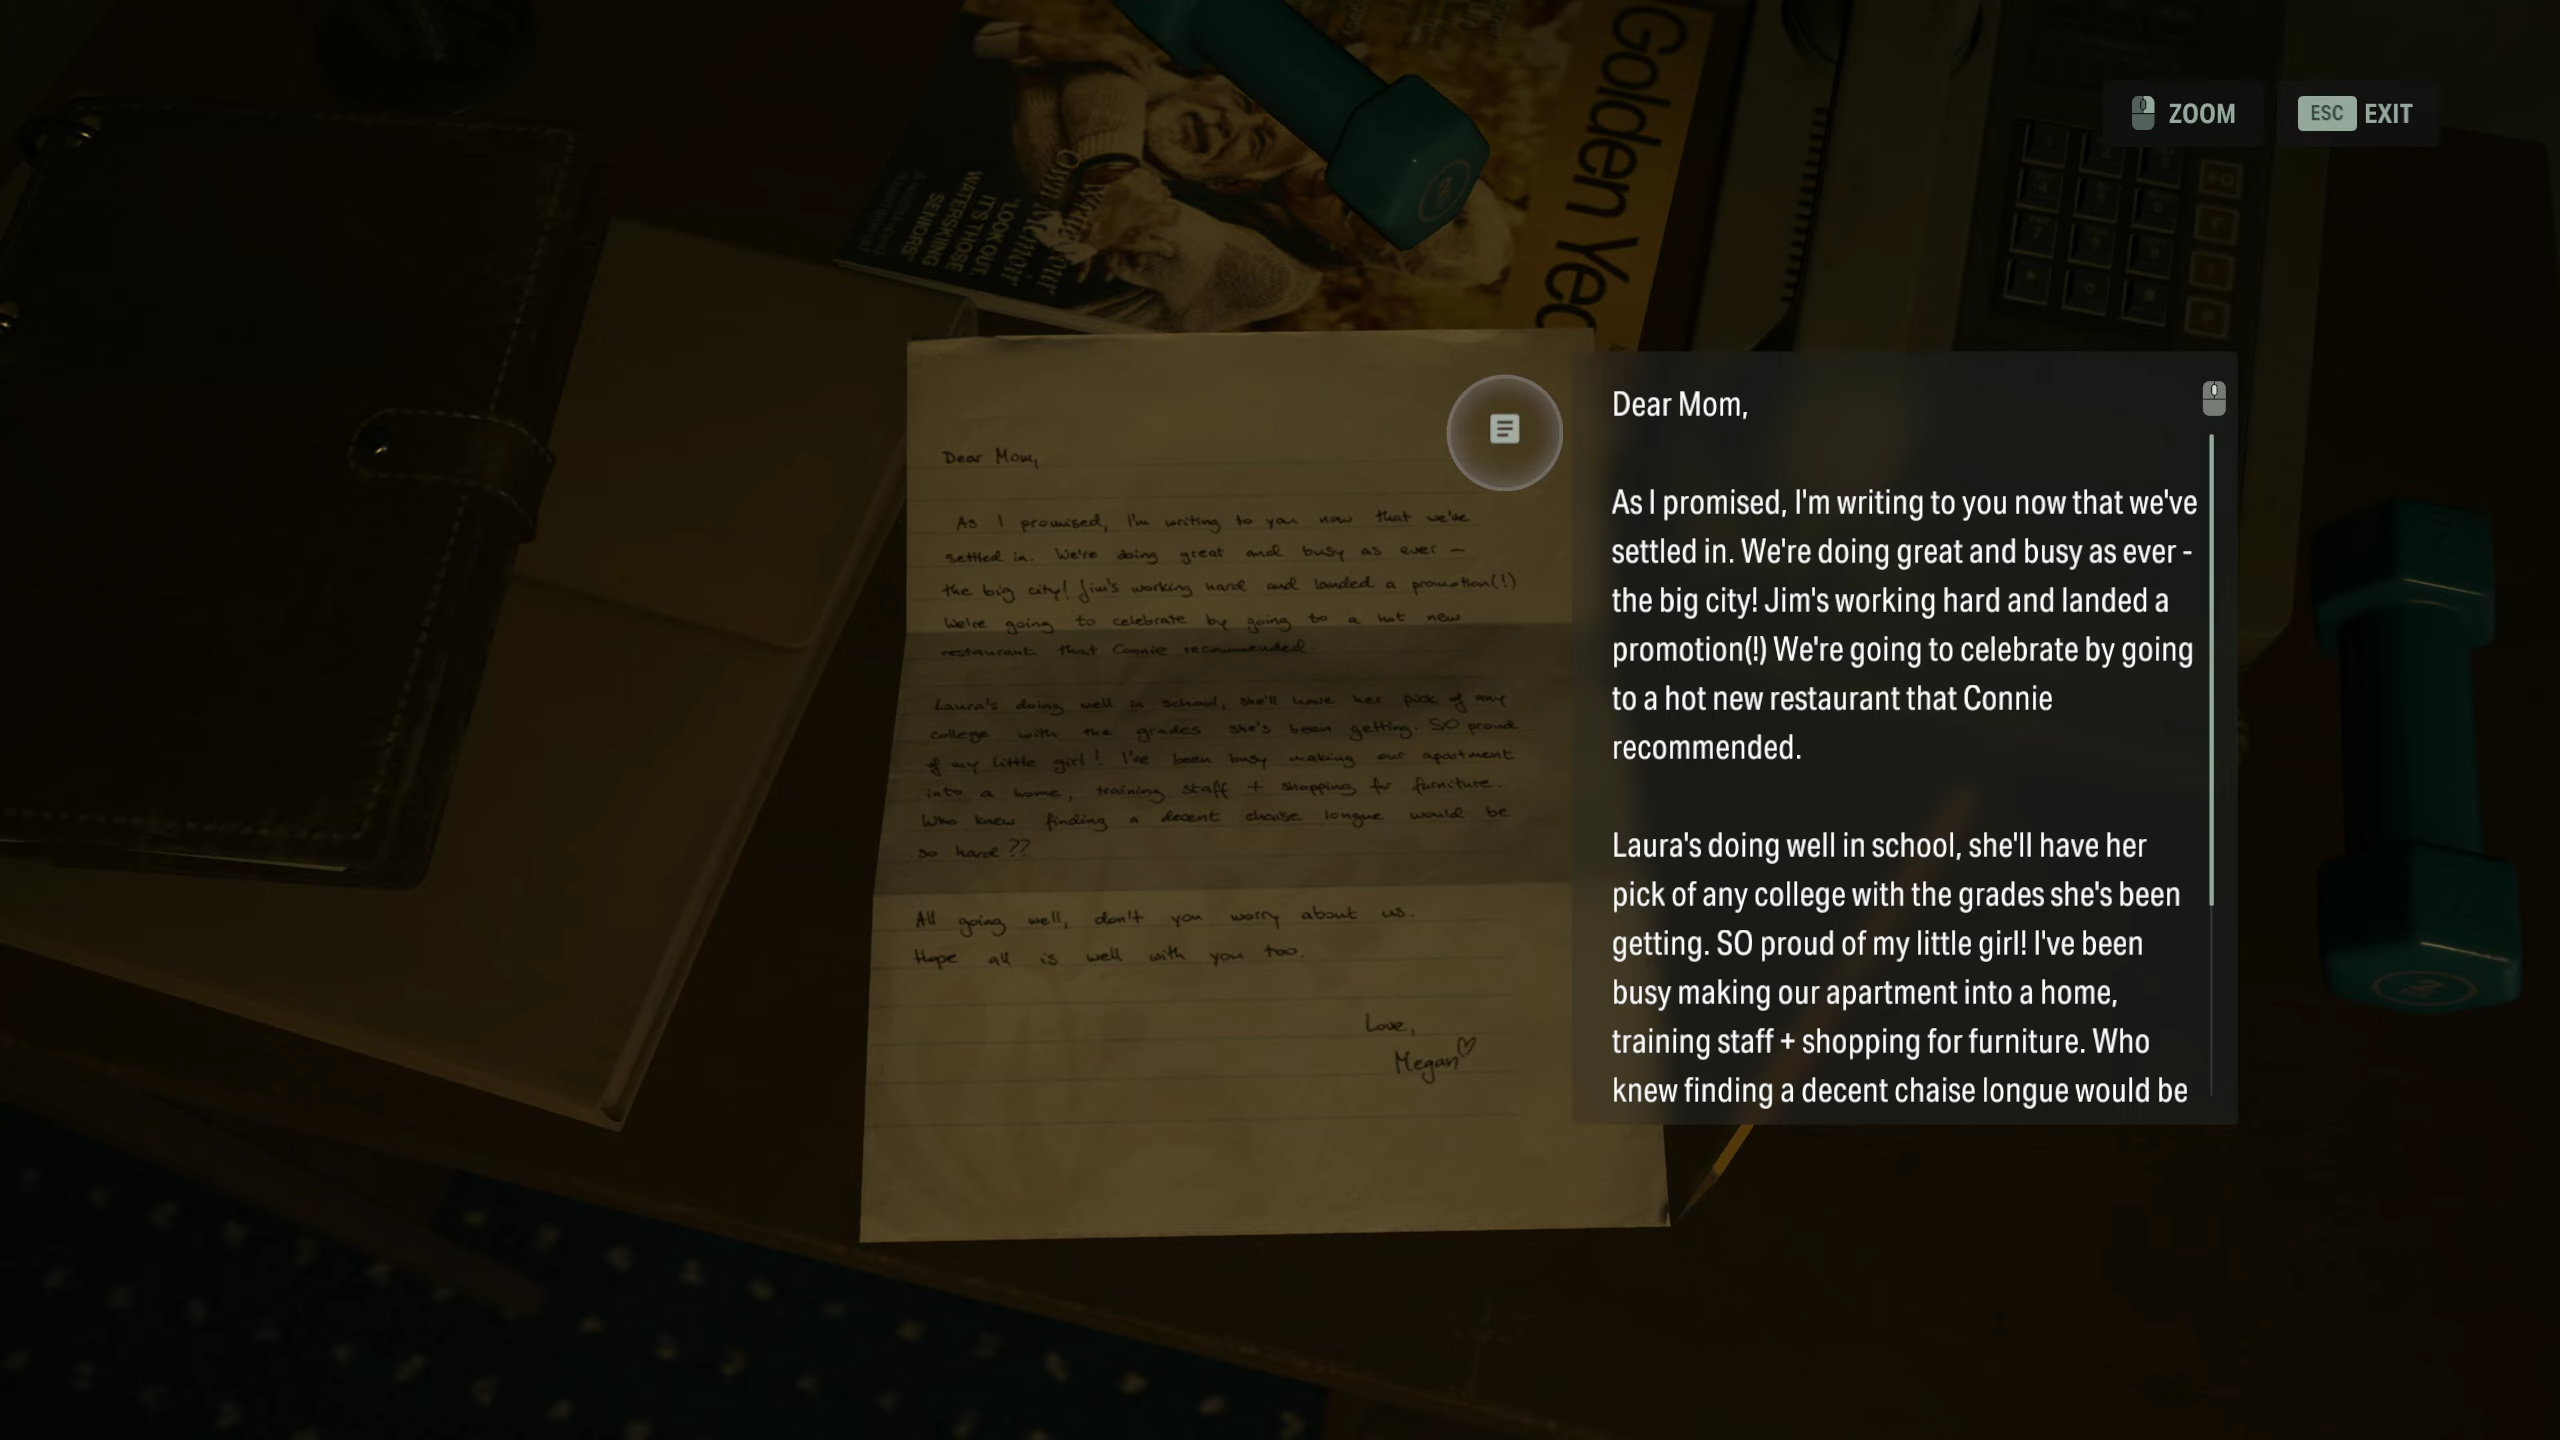 Golden Yea
WATERSKIING
"LOOK OUT,
IT'S THOSE
WATERSKIING
SENIORS"
ZOOM
ESC EXIT
Dear Mom,
As I promised, I'm writing to you now that we've
settled in. We're doing great and busy as ever –
the big city! Jim's working hard and landed a promotion(!)
We're going to celebrate by going to a hot new
restaurant that Connie recommended.
Laura's doing well in school, she'll have her pick of any
college with the grades she's been getting. SO proud
of my little girl! I've been busy making our apartment
into a home, training staff + shopping for furniture.
Who knew finding a decent chaise longue would be
so hard??
All going well, don't you worry about us.
Hope all is well with you too.
Love,
Megan
Dear Mom,
As I promised, I'm writing to you now that we've
settled in. We're doing great and busy as ever -
the big city! Jim's working hard and landed a
promotion(!) We're going to celebrate by going
to a hot new restaurant that Connie
recommended.
Laura's doing well in school, she'll have her
pick of any college with the grades she's been
getting. SO proud of my little girl! I've been
busy making our apartment into a home,
training staff + shopping for furniture. Who
knew finding a decent chaise longue would be
2
2